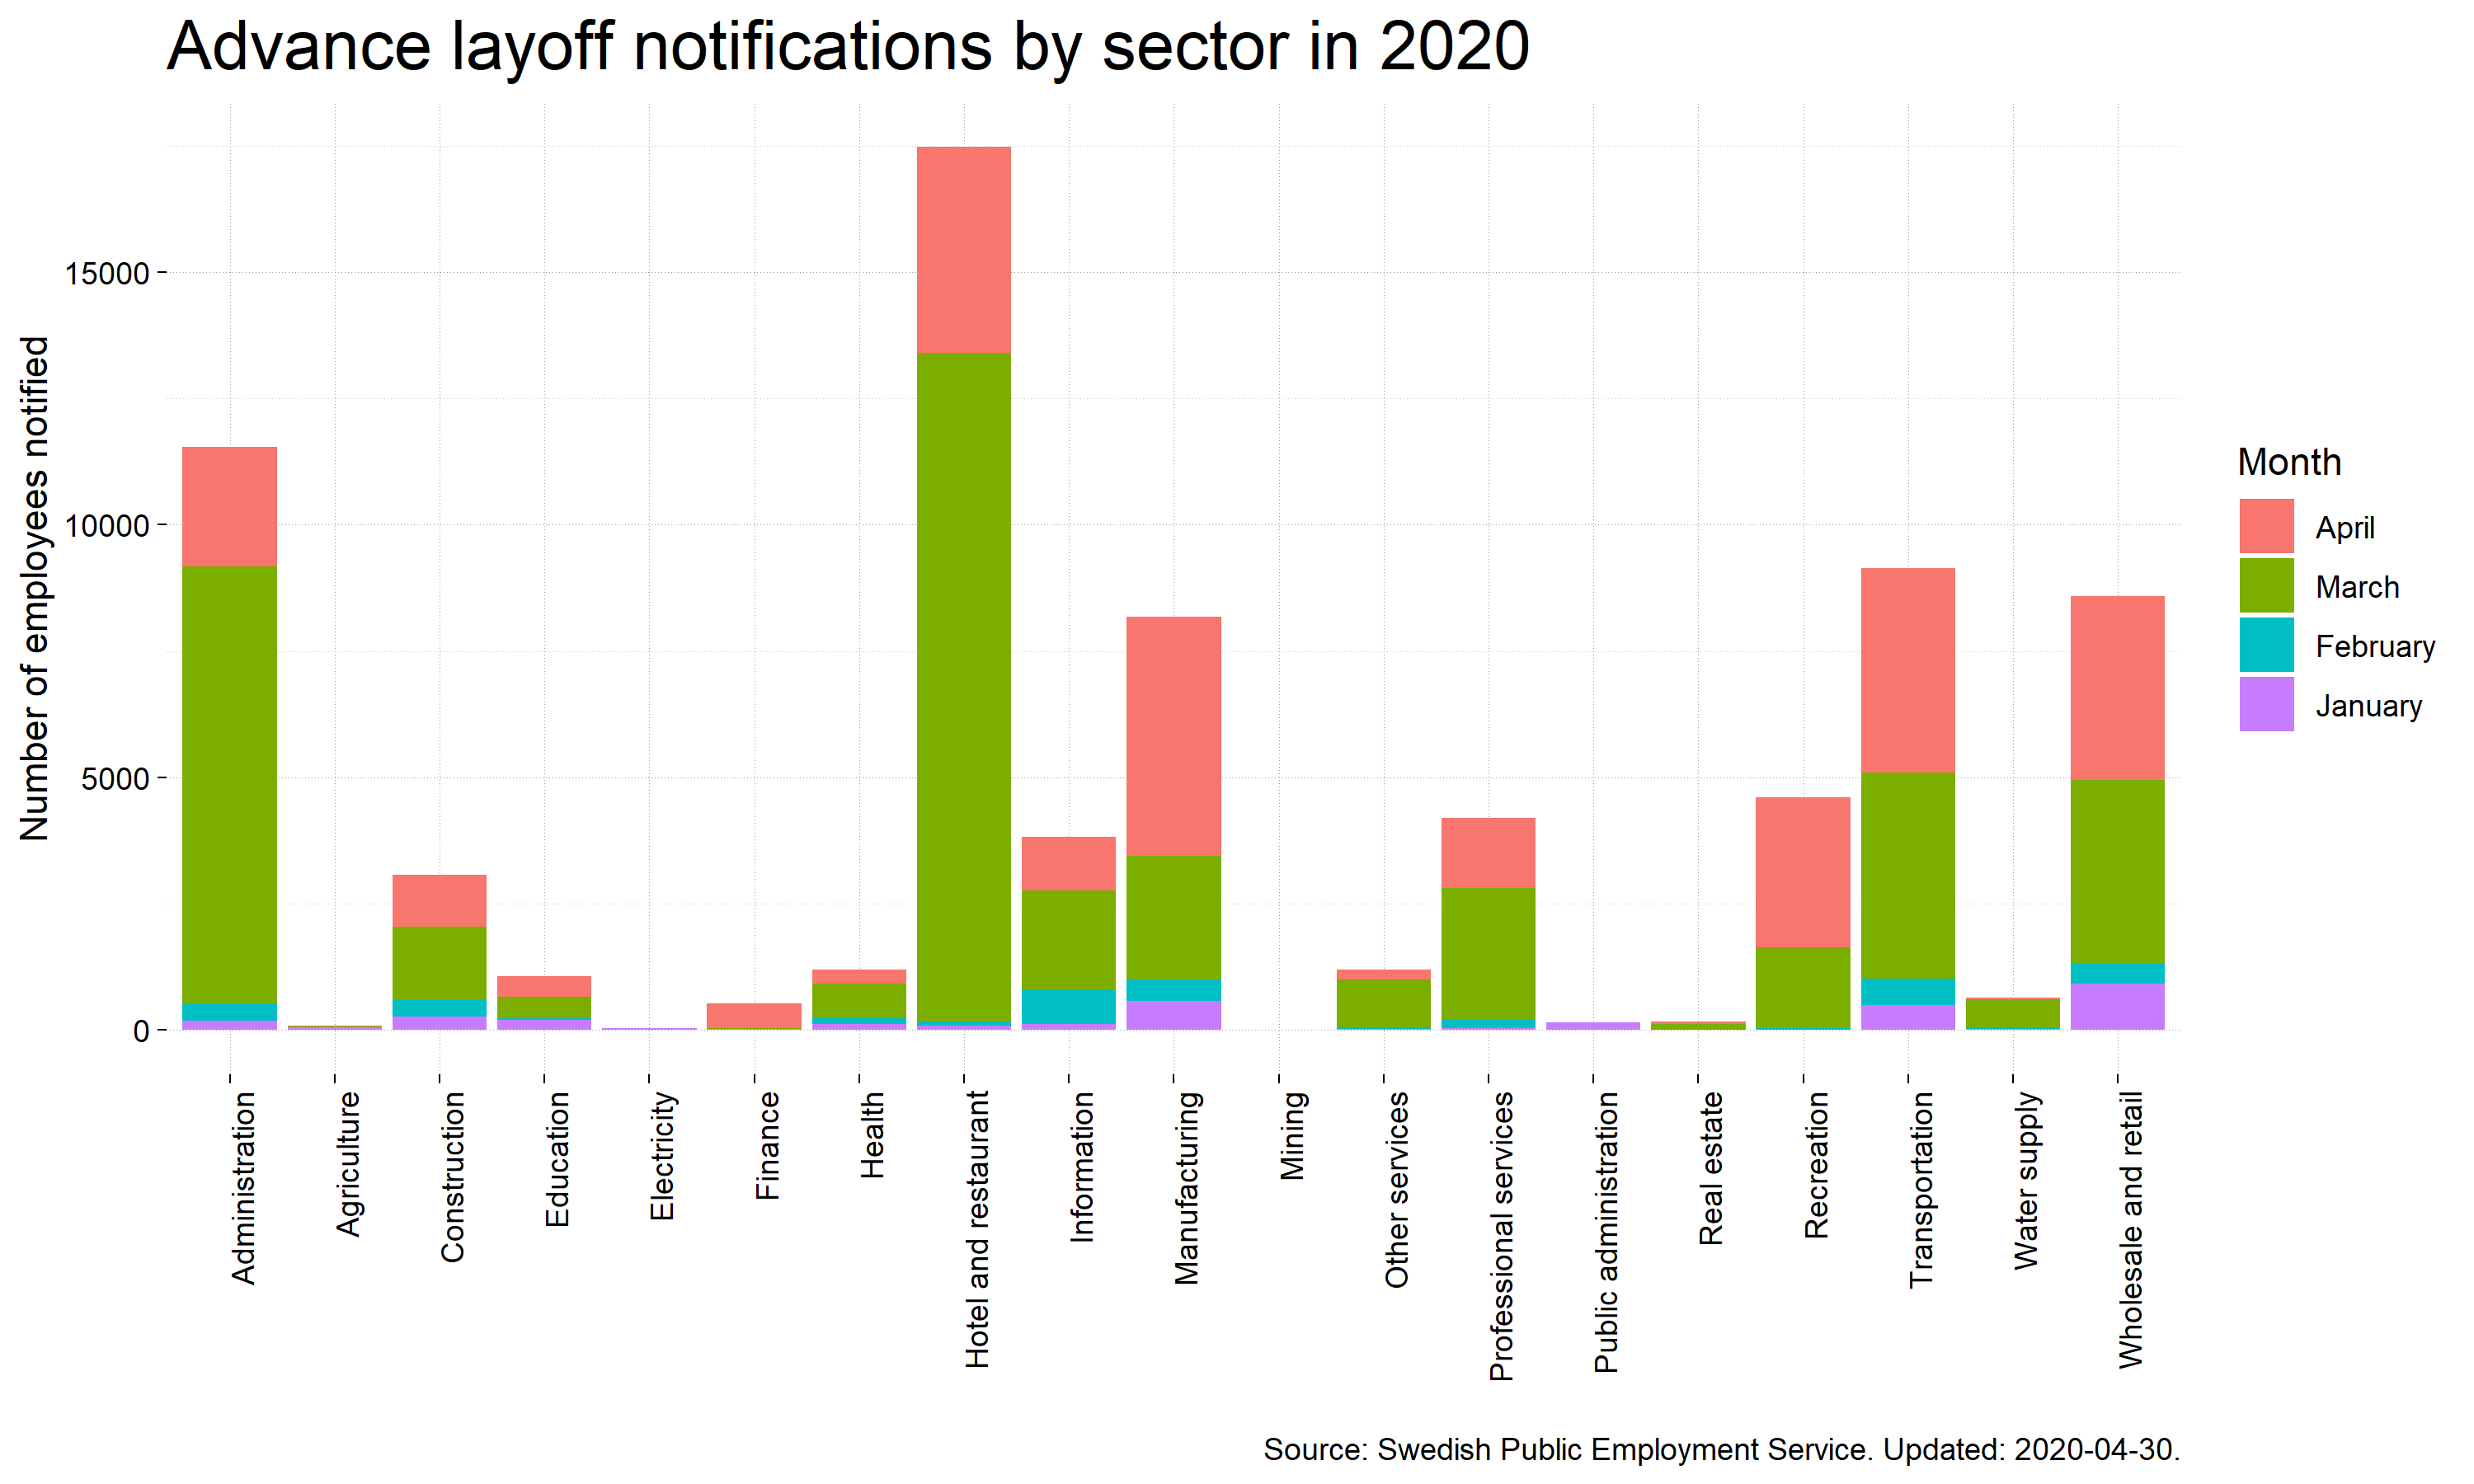 Advance layoff notifications by sector in 2020
Number of employees notified
15000
10000
5000
0
Administration
Agriculture
Construction
Education
Electricity
Finance
Health
Hotel and restaurant
Information
Manufacturing
Mining
Other services
Professional services
Public administration
Real estate
Recreation
Transportation
Water supply
Wholesale and retail
Month
April
March
February
January
Source: Swedish Public Employment Service. Updated: 2020-04-30.